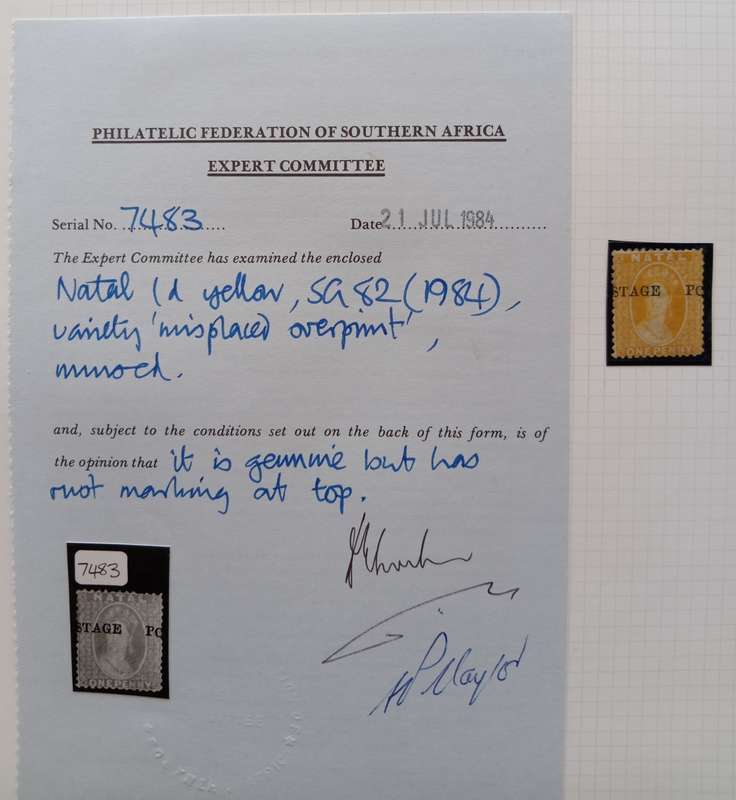 PHILATELIC FEDERATION OF SOUTHERN AFRICA
EXPERT COMMITTEE
Serial No. 7483 Date 21 JUL 1984
The Expert Committee has examined the enclosed
Natal 1d yellow, SG 82 (1984),
variety 'misplaced overprint',
and, subject to the conditions set out on the back of this form, is of
the opinion that it is genuine but has
rust marking at top.
7483
NATAL
STAGE PO
ONE PENNY
NATAL
STAGE PO
ONE PENNY